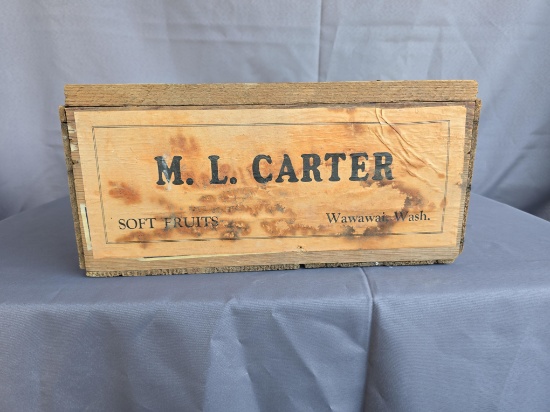 M. L. CARTER
SOFT FRUITS Wawawai, Wash.